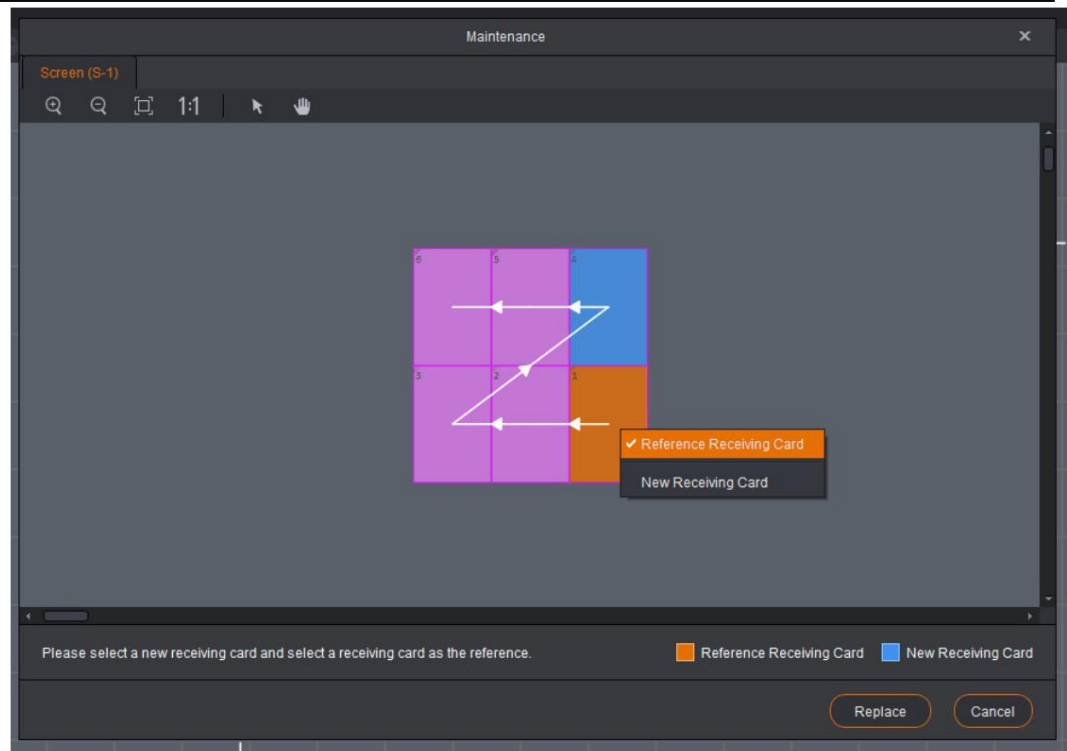 Maintenance
Screen (S-1)
1:1
6 5 4
3 2 1
Reference Receiving Card
New Receiving Card
Please select a new receiving card and select a receiving card as the reference. Reference Receiving Card New Receiving Card
Replace Cancel